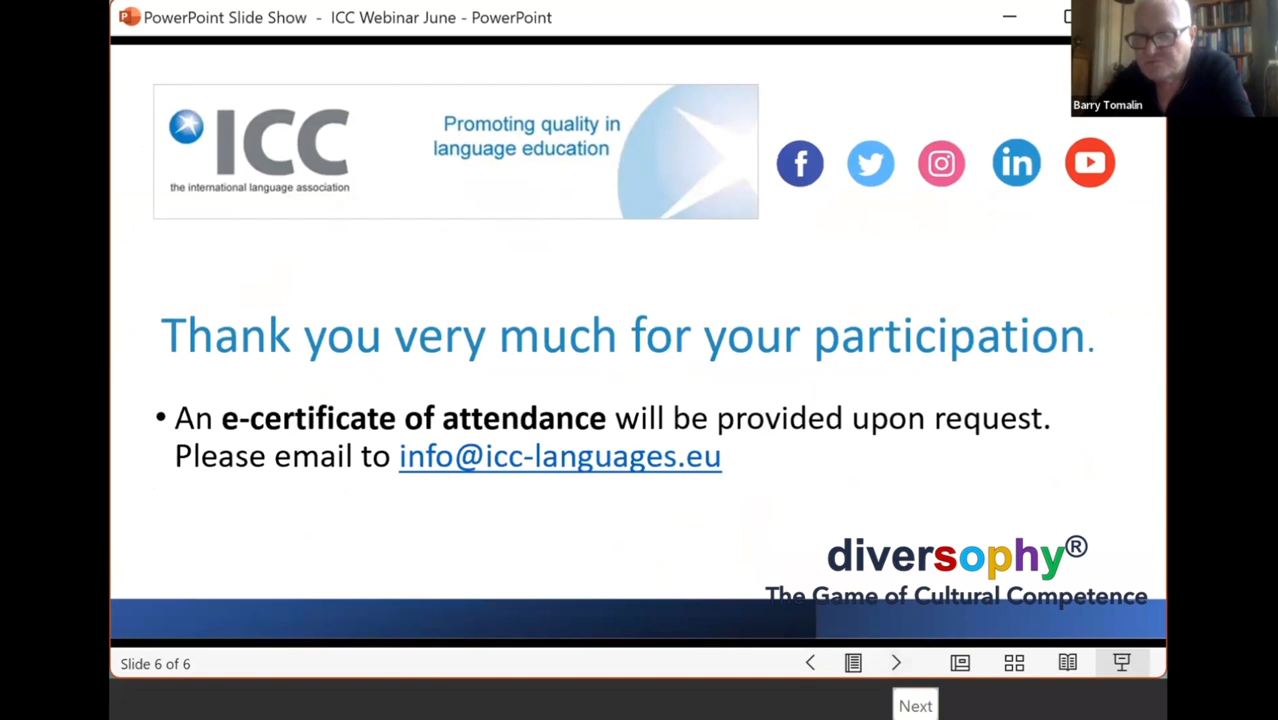 PowerPoint Slide Show - ICC Webinar June - PowerPoint
Barry Tomalin
ICC
the international language association
Promoting quality in
language education
Thank you very much for your participation.
• An e-certificate of attendance will be provided upon request.
Please email to info@icc-languages.eu
diversophy®
The Game of Cultural Competence
Slide 6 of 6
Next